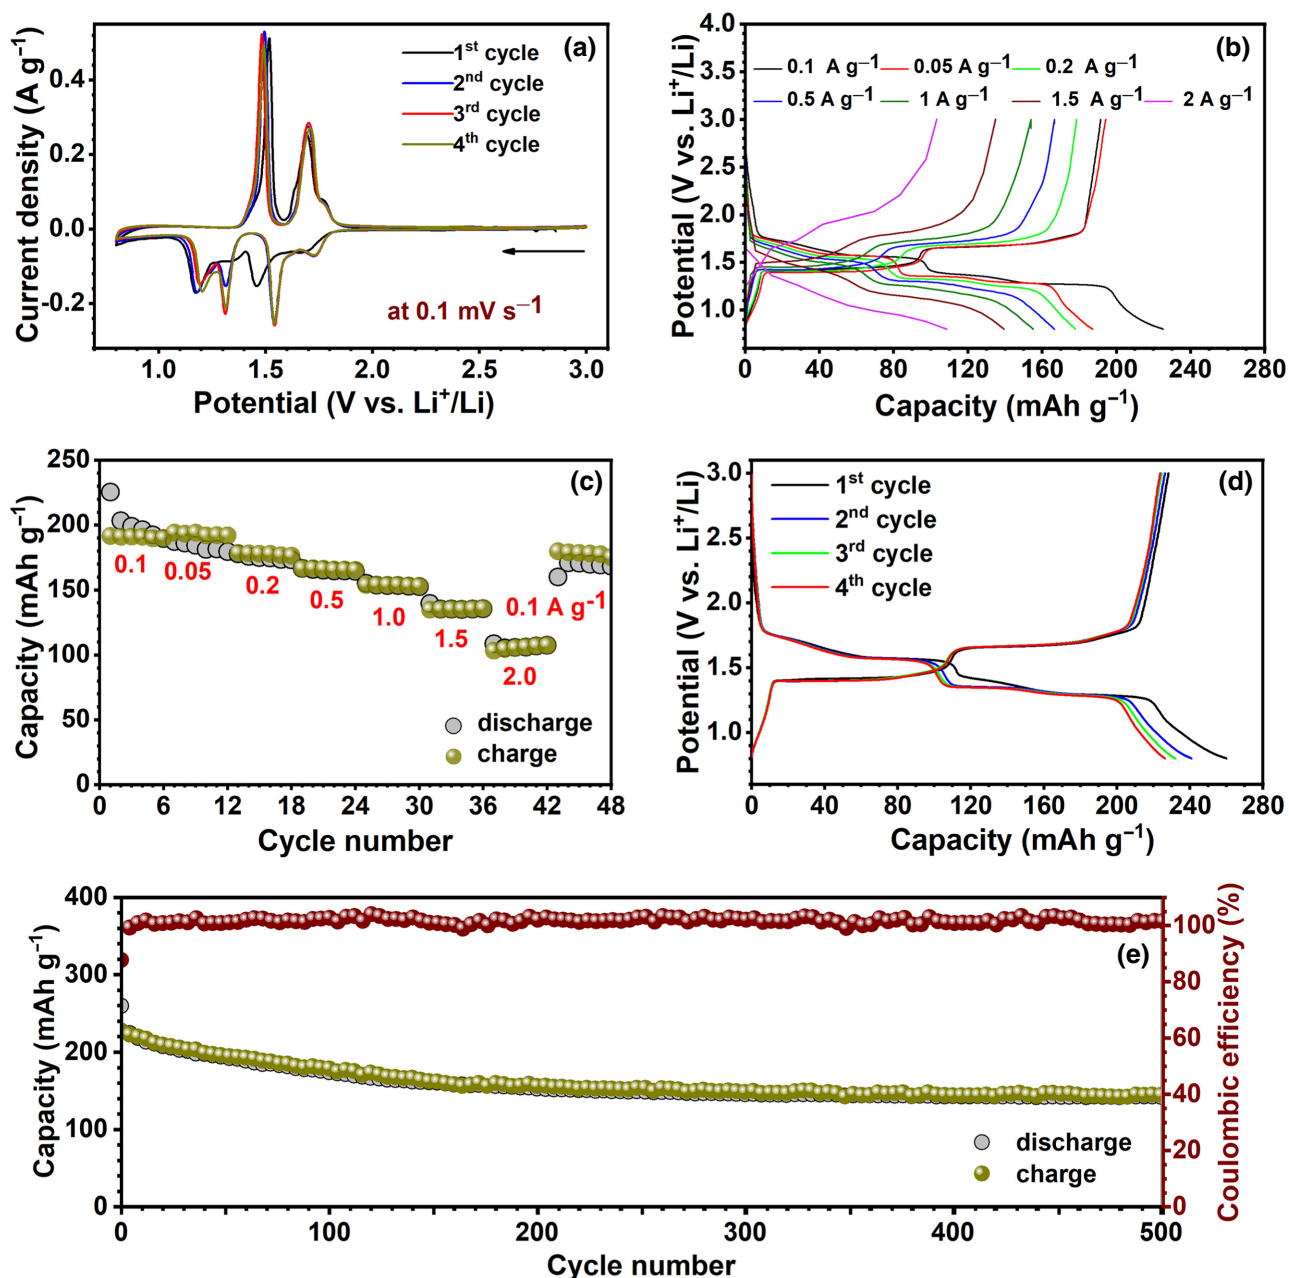 (a)
1st cycle
2nd cycle
3rd cycle
4th cycle
at 0.1 mV s−1
Current density (A g−1)
0.4
0.2
0.0
-0.2
1.0 1.5 2.0 2.5 3.0
Potential (V vs. Li+/Li)
(b)
0.1 A g−1 0.05 A g−1 0.2 A g−1
0.5 A g−1 1 A g−1 1.5 A g−1 2 A g−1
Potential (V vs. Li+/Li)
4.0
3.5
3.0
2.5
2.0
1.5
1.0
0 40 80 120 160 200 240 280
Capacity (mAh g−1)
(c)
Capacity (mAh g−1)
250
200
150
100
50
0
0.1
0.05
0.2
0.5
1.0
1.5
2.0
0.1 A g-1
discharge
charge
0 6 12 18 24 30 36 42 48
Cycle number
(d)
1st cycle
2nd cycle
3rd cycle
4th cycle
Potential (V vs. Li+/Li)
3.0
2.5
2.0
1.5
1.0
0 40 80 120 160 200 240 280
Capacity (mAh g−1)
(e)
Capacity (mAh g−1)
400
300
200
100
0
discharge
charge
100
80
60
40
20
0
Coulombic efficiency (%)
0 100 200 300 400 500
Cycle number